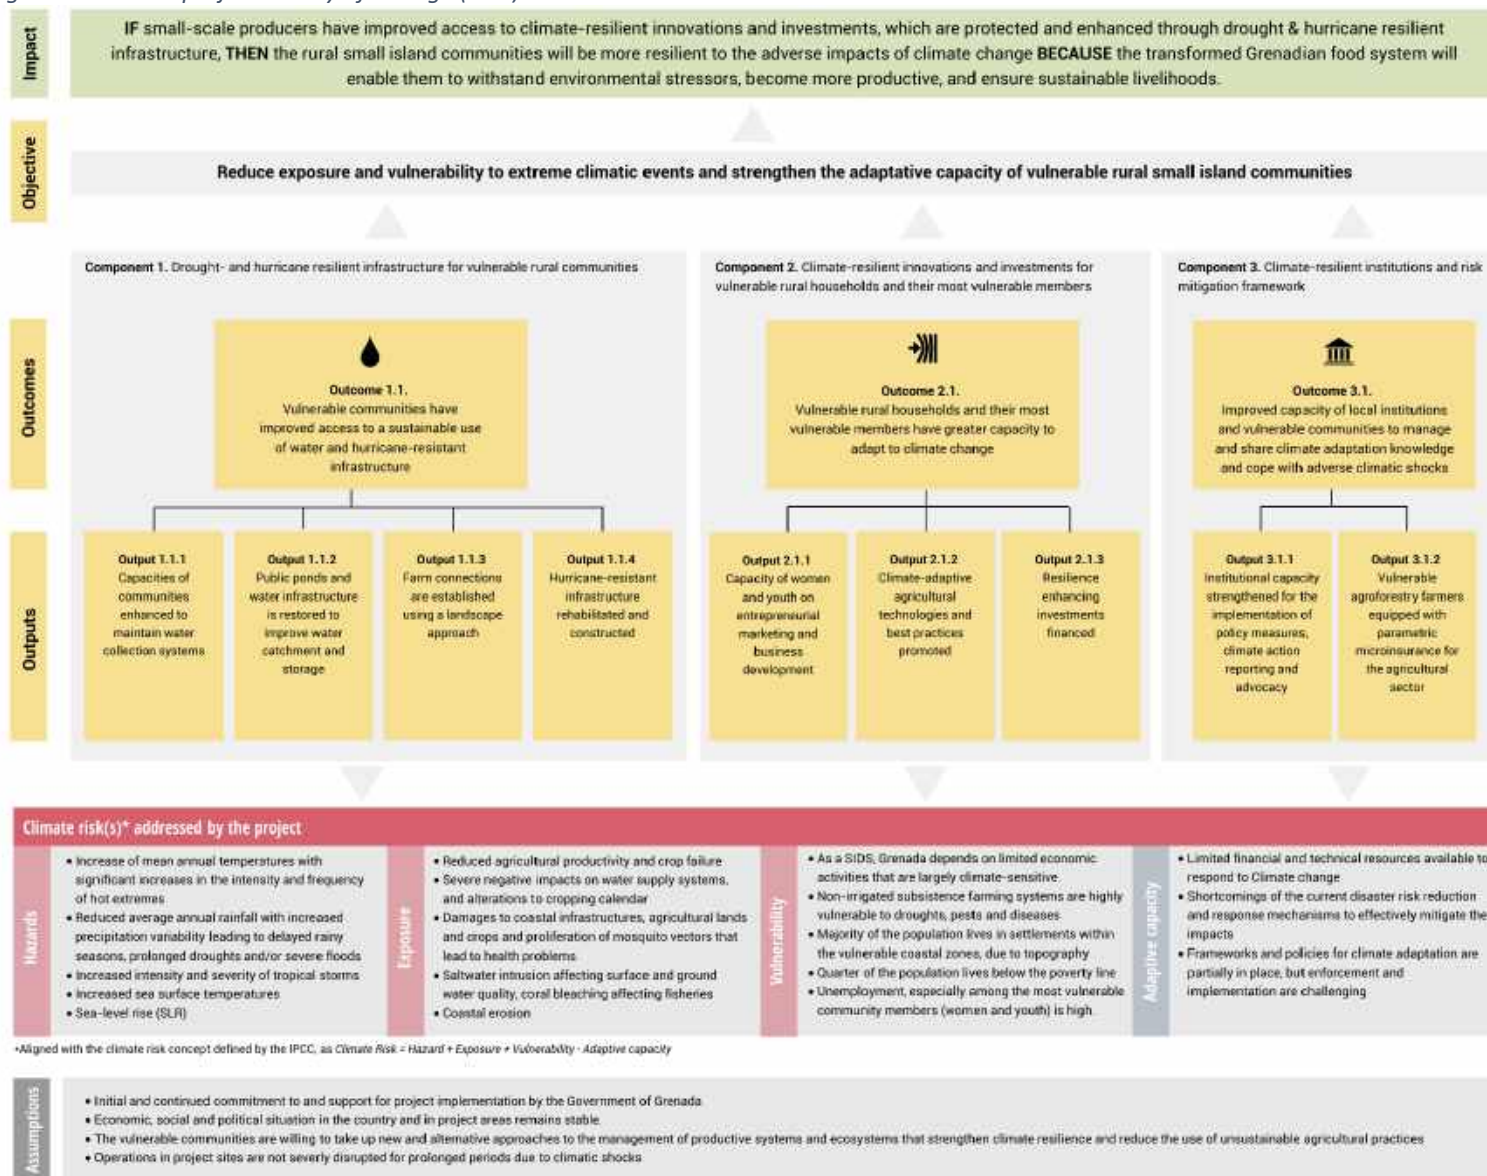 Impact
IF small-scale producers have improved access to climate-resilient innovations and investments, which are protected and enhanced through drought & hurricane resilient
infrastructure, THEN the rural small island communities will be more resilient to the adverse impacts of climate change BECAUSE the transformed Grenadian food system will
enable them to withstand environmental stressors, become more productive, and ensure sustainable livelihoods.
Objective
Reduce exposure and vulnerability to extreme climatic events and strengthen the adaptative capacity of vulnerable rural small island communities
Component 1. Drought- and hurricane resilient infrastructure for vulnerable rural communities
Component 2. Climate-resilient innovations and investments for
vulnerable rural households and their most vulnerable members
Component 3. Climate-resilient institutions and risk
mitigation framework
Outcomes
Outcome 1.1.
Vulnerable communities have
improved access to a sustainable use
of water and hurricane-resistant
infrastructure
Outcome 2.1.
Vulnerable rural households and their most
vulnerable members have greater capacity to
adapt to climate change
Outcome 3.1.
Improved capacity of local institutions
and vulnerable communities to manage
and share climate adaptation knowledge
and cope with adverse climatic shocks
Outputs
Output 1.1.1
Capacities of
communities
enhanced to
maintain water
collection systems
Output 1.1.2
Public ponds and
water infrastructure
is restored to
improve water
catchment and
storage
Output 1.1.3
Farm connections
are established
using a landscape
approach
Output 1.1.4
Hurricane-resistant
infrastructure
rehabilitated and
constructed
Output 2.1.1
Capacity of women
and youth on
entrepreneurial
marketing and
business
development
Output 2.1.2
Climate-adaptive
agricultural
technologies and
best practices
promoted
Output 2.1.3
Resilience
enhancing
investments
financed
Output 3.1.1
Institutional capacity
strengthened for the
implementation of
policy measures,
climate action
reporting and
advocacy
Output 3.1.2
Vulnerable
agroforestry farmers
equipped with
parametric
microinsurance for
the agricultural
sector
Climate risk(s)* addressed by the project
Hazards
• Increase of mean annual temperatures with
significant increases in the intensity and frequency
of hot extremes
• Reduced average annual rainfall with increased
precipitation variability leading to delayed rainy
seasons, prolonged droughts and/or severe floods
• Increased intensity and severity of tropical storms
• Increased sea surface temperatures
• Sea-level rise (SLR)
Exposure
• Reduced agricultural productivity and crop failure
• Severe negative impacts on water supply systems,
and alterations to cropping calendar
• Damages to coastal infrastructures, agricultural lands
and crops and proliferation of mosquito vectors that
lead to health problems
• Saltwater intrusion affecting surface and ground
water quality, coral bleaching affecting fisheries
• Coastal erosion
Vulnerability
• As a SIDS, Grenada depends on limited economic
activities that are largely climate-sensitive
• Non-irrigated subsistence farming systems are highly
vulnerable to droughts, pests and diseases
• Majority of the population lives in settlements within
the vulnerable coastal zones, due to topography
• Quarter of the population lives below the poverty line
• Unemployment, especially among the most vulnerable
community members (women and youth) is high
Adaptive capacity
• Limited financial and technical resources available to
respond to Climate change
• Shortcomings of the current disaster risk reduction
and response mechanisms to effectively mitigate the
impacts
• Frameworks and policies for climate adaptation are
partially in place, but enforcement and
implementation are challenging
*Aligned with the climate risk concept defined by the IPCC, as Climate Risk = Hazard + Exposure + Vulnerability - Adaptive capacity
Assumptions
• Initial and continued commitment to and support for project implementation by the Government of Grenada
• Economic, social and political situation in the country and in project areas remains stable
• The vulnerable communities are willing to take up new and alternative approaches to the management of productive systems and ecosystems that strengthen climate resilience and reduce the use of unsustainable agricultural practices
• Operations in project sites are not severly disrupted for prolonged periods due to climatic shocks